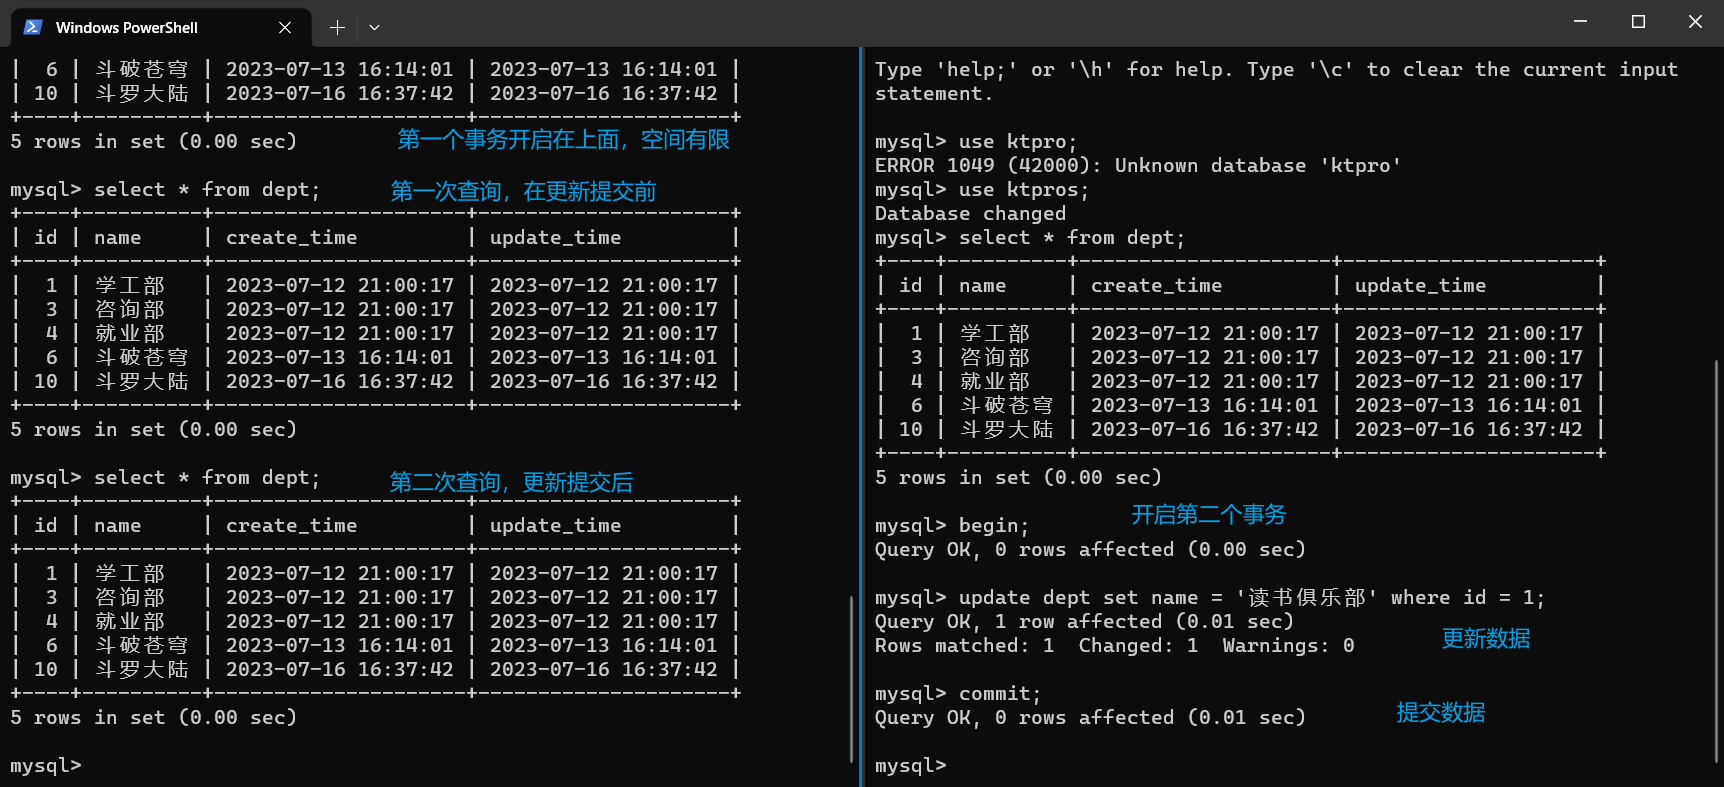 Windows PowerShell
|  6 | 斗破苍穹 | 2023-07-13 16:14:01 | 2023-07-13 16:14:01 |
| 10 | 斗罗大陆 | 2023-07-16 16:37:42 | 2023-07-16 16:37:42 |
+----+----------+---------------------+---------------------+
5 rows in set (0.00 sec) 第一个事务开启在上面，空间有限
mysql> select * from dept; 第一次查询，在更新提交前
+----+----------+---------------------+---------------------+
| id | name     | create_time         | update_time         |
+----+----------+---------------------+---------------------+
|  1 | 学工部   | 2023-07-12 21:00:17 | 2023-07-12 21:00:17 |
|  3 | 咨询部   | 2023-07-12 21:00:17 | 2023-07-12 21:00:17 |
|  4 | 就业部   | 2023-07-12 21:00:17 | 2023-07-12 21:00:17 |
|  6 | 斗破苍穹 | 2023-07-13 16:14:01 | 2023-07-13 16:14:01 |
| 10 | 斗罗大陆 | 2023-07-16 16:37:42 | 2023-07-16 16:37:42 |
+----+----------+---------------------+---------------------+
5 rows in set (0.00 sec)
mysql> select * from dept; 第二次查询，更新提交后
+----+----------+---------------------+---------------------+
| id | name     | create_time         | update_time         |
+----+----------+---------------------+---------------------+
|  1 | 学工部   | 2023-07-12 21:00:17 | 2023-07-12 21:00:17 |
|  3 | 咨询部   | 2023-07-12 21:00:17 | 2023-07-12 21:00:17 |
|  4 | 就业部   | 2023-07-12 21:00:17 | 2023-07-12 21:00:17 |
|  6 | 斗破苍穹 | 2023-07-13 16:14:01 | 2023-07-13 16:14:01 |
| 10 | 斗罗大陆 | 2023-07-16 16:37:42 | 2023-07-16 16:37:42 |
+----+----------+---------------------+---------------------+
5 rows in set (0.00 sec)
mysql>
Type 'help;' or '\h' for help. Type '\c' to clear the current input
statement.
mysql> use ktpro;
ERROR 1049 (42000): Unknown database 'ktpro'
mysql> use ktpros;
Database changed
mysql> select * from dept;
+----+----------+---------------------+---------------------+
| id | name     | create_time         | update_time         |
+----+----------+---------------------+---------------------+
|  1 | 学工部   | 2023-07-12 21:00:17 | 2023-07-12 21:00:17 |
|  3 | 咨询部   | 2023-07-12 21:00:17 | 2023-07-12 21:00:17 |
|  4 | 就业部   | 2023-07-12 21:00:17 | 2023-07-12 21:00:17 |
|  6 | 斗破苍穹 | 2023-07-13 16:14:01 | 2023-07-13 16:14:01 |
| 10 | 斗罗大陆 | 2023-07-16 16:37:42 | 2023-07-16 16:37:42 |
+----+----------+---------------------+---------------------+
5 rows in set (0.00 sec)
开启第二个事务
mysql> begin;
Query OK, 0 rows affected (0.00 sec)
mysql> update dept set name = '读书俱乐部' where id = 1;
Query OK, 1 row affected (0.01 sec)
Rows matched: 1  Changed: 1  Warnings: 0 更新数据
mysql> commit;
Query OK, 0 rows affected (0.01 sec) 提交数据
mysql>